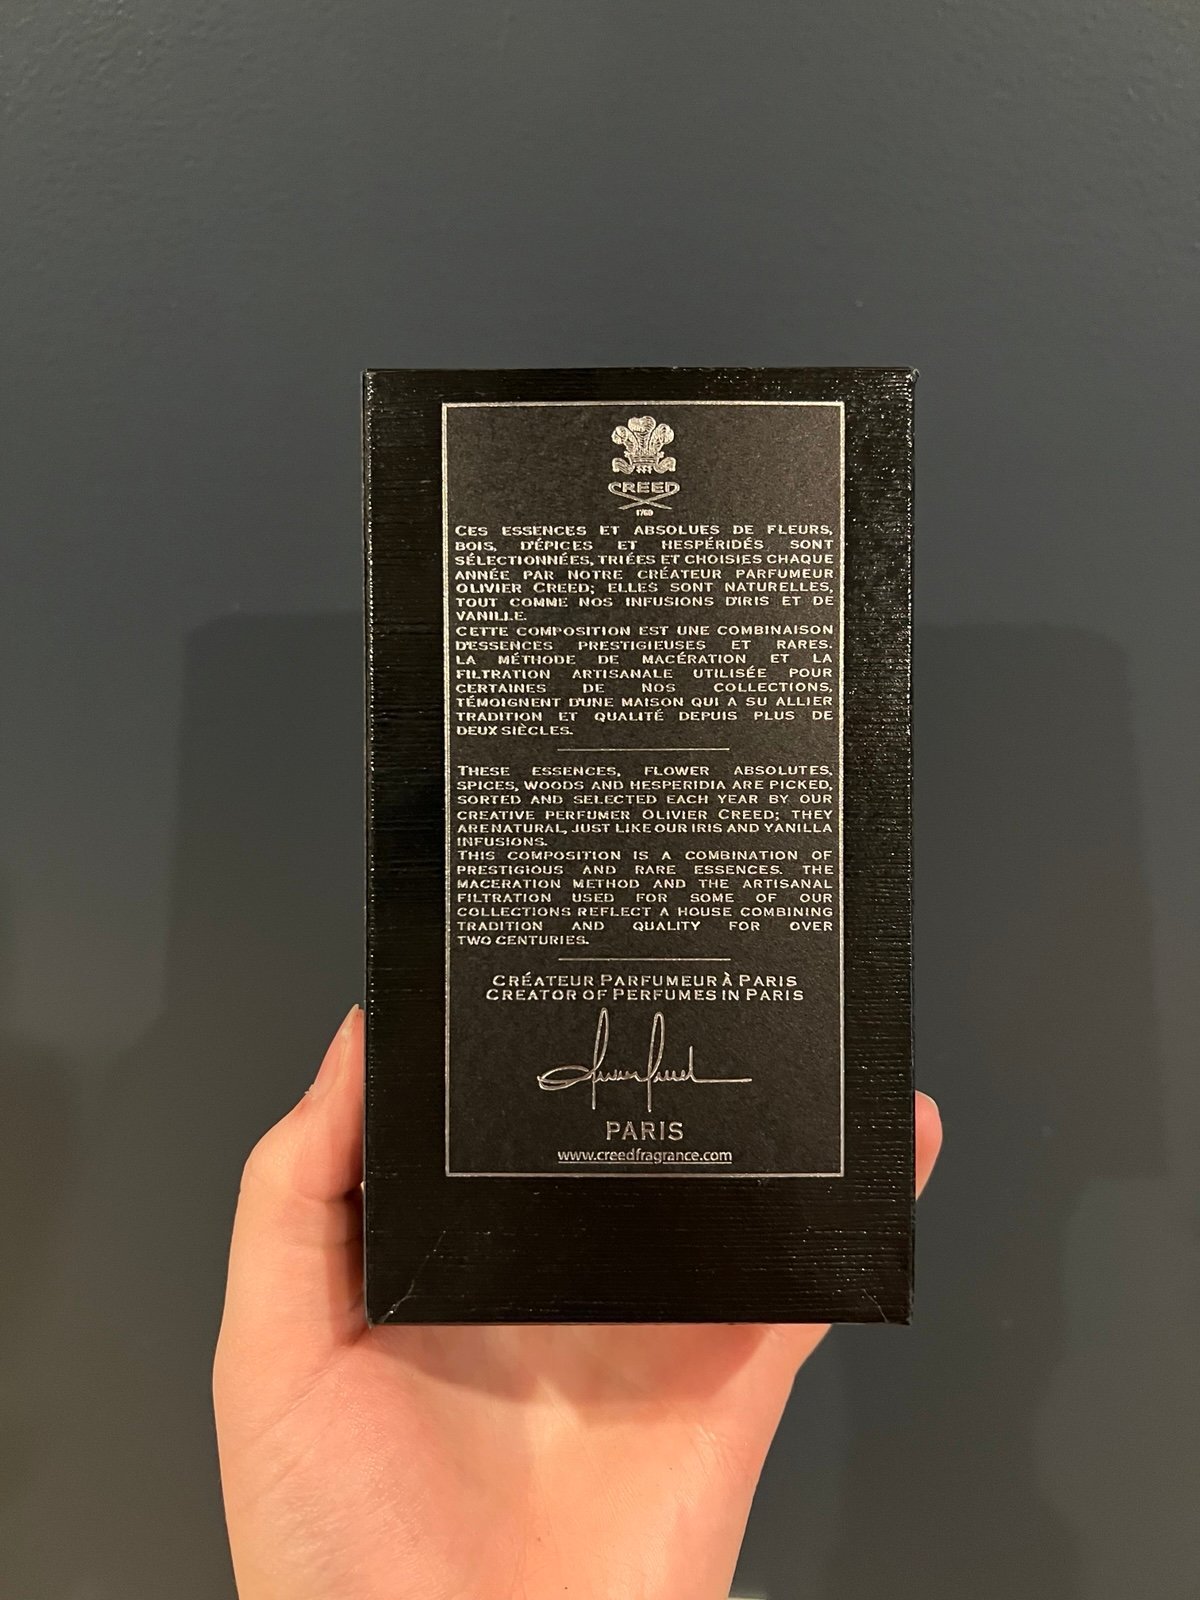 CREED
1760
CES ESSENCES ET ABSOLUES DE FLEURS,
BOIS, D'ÉPICES ET HESPÉRIDÉS SONT
SÉLECTIONNÉES, TRIÉES ET CHOISIES CHAQUE
ANNÉE PAR NOTRE CRÉATEUR PARFUMEUR
OLIVIER CREED; ELLES SONT NATURELLES,
TOUT COMME NOS INFUSIONS D'IRIS ET DE
VANILLE.
CETTE COMPOSITION EST UNE COMBINAISON
D'ESSENCES PRESTIGIEUSES ET RARES.
LA MÉTHODE DE MACÉRATION ET LA
FILTRATION ARTISANALE UTILISÉE POUR
CERTAINES DE NOS COLLECTIONS,
TÉMOIGNENT D'UNE MAISON QUI A SU ALLIER
TRADITION ET QUALITÉ DEPUIS PLUS DE
DEUX SIÈCLES.
THESE ESSENCES, FLOWER ABSOLUTES,
SPICES, WOODS AND HESPERIDIA ARE PICKED,
SORTED AND SELECTED EACH YEAR BY OUR
CREATIVE PERFUMER OLIVIER CREED; THEY
ARE NATURAL, JUST LIKE OUR IRIS AND VANILLA
INFUSIONS.
THIS COMPOSITION IS A COMBINATION OF
PRESTIGIOUS AND RARE ESSENCES. THE
MACERATION METHOD AND THE ARTISANAL
FILTRATION USED FOR SOME OF OUR
COLLECTIONS REFLECT A HOUSE COMBINING
TRADITION AND QUALITY FOR OVER
TWO CENTURIES.
CRÉATEUR PARFUMEUR À PARIS
CREATOR OF PERFUMES IN PARIS
PARIS
www.creedfragrance.com